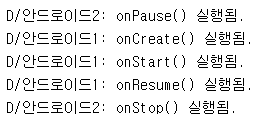 D/안드로이드2: onPause() 실행됨.
D/안드로이드1: onCreate() 실행됨.
D/안드로이드1: onStart() 실행됨.
D/안드로이드1: onResume() 실행됨.
D/안드로이드2: onStop() 실행됨.